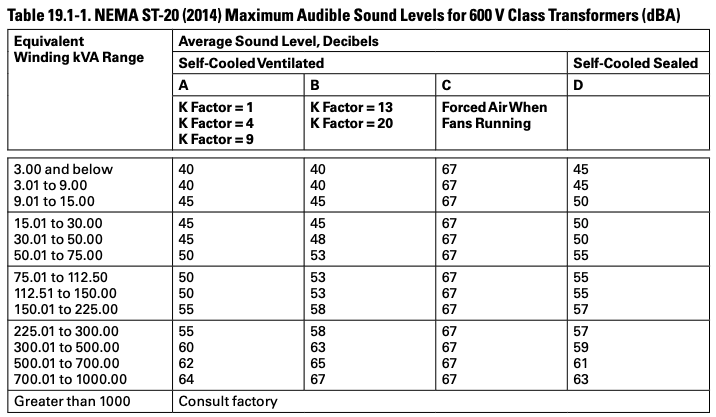 Table 19.1-1. NEMA ST-20 (2014) Maximum Audible Sound Levels for 600 V Class Transformers (dBA)
Equivalent Winding kVA Range Average Sound Level, Decibels
Self-Cooled Ventilated Self-Cooled Sealed
A B C D
K Factor = 1 K Factor = 13 Forced Air When
K Factor = 4 K Factor = 20 Fans Running
K Factor = 9
3.00 and below 40 40 67 45
3.01 to 9.00 40 40 67 45
9.01 to 15.00 45 45 67 50
15.01 to 30.00 45 45 67 50
30.01 to 50.00 45 48 67 50
50.01 to 75.00 50 53 67 55
75.01 to 112.50 50 53 67 55
112.51 to 150.00 50 53 67 55
150.01 to 225.00 55 58 67 57
225.01 to 300.00 55 58 67 57
300.01 to 500.00 60 63 67 59
500.01 to 700.00 62 65 67 61
700.01 to 1000.00 64 67 67 63
Greater than 1000 Consult factory